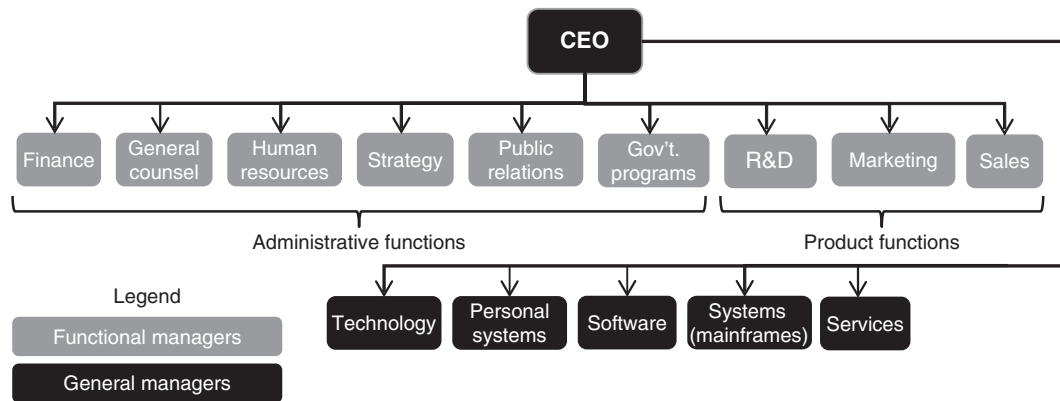 CEO
Finance
General
counsel
Human
resources
Strategy
Public
relations
Gov't.
programs
R&D
Marketing
Sales
Administrative functions
Product functions
Technology
Personal
systems
Software
Systems
(mainframes)
Services
Legend
Functional managers
General managers